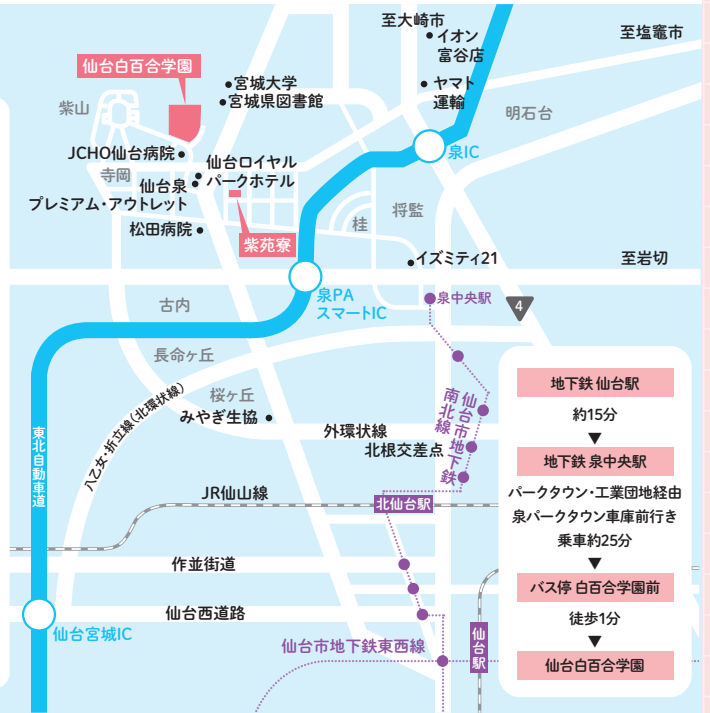 至大崎市
イオン
富谷店
至塩竈市
仙台白百合学園
宮城大学
宮城県図書館
ヤマト
運輸
紫山
明石台
JCHO仙台病院
泉IC
寺岡
仙台ロイヤル
パークホテル
仙台泉
プレミアム・アウトレット
将監
桂
松田病院
紫苑寮
イズミティ21
至岩切
泉PA
スマートIC
泉中央駅
4
古内
長命ヶ丘
桜ヶ丘
八乙女・折立線(北環状線)
みやぎ生協
仙台市地下鉄
南北線
外環状線
北根交差点
東北自動車道
JR仙山線
北仙台駅
作並街道
仙台西道路
仙台宮城IC
仙台市地下鉄東西線
仙台駅
地下鉄 仙台駅
約15分
▼
地下鉄 泉中央駅
パークタウン・工業団地経由
泉パークタウン車庫前行き
乗車約25分
▼
バス停 白百合学園前
徒歩1分
▼
仙台白百合学園